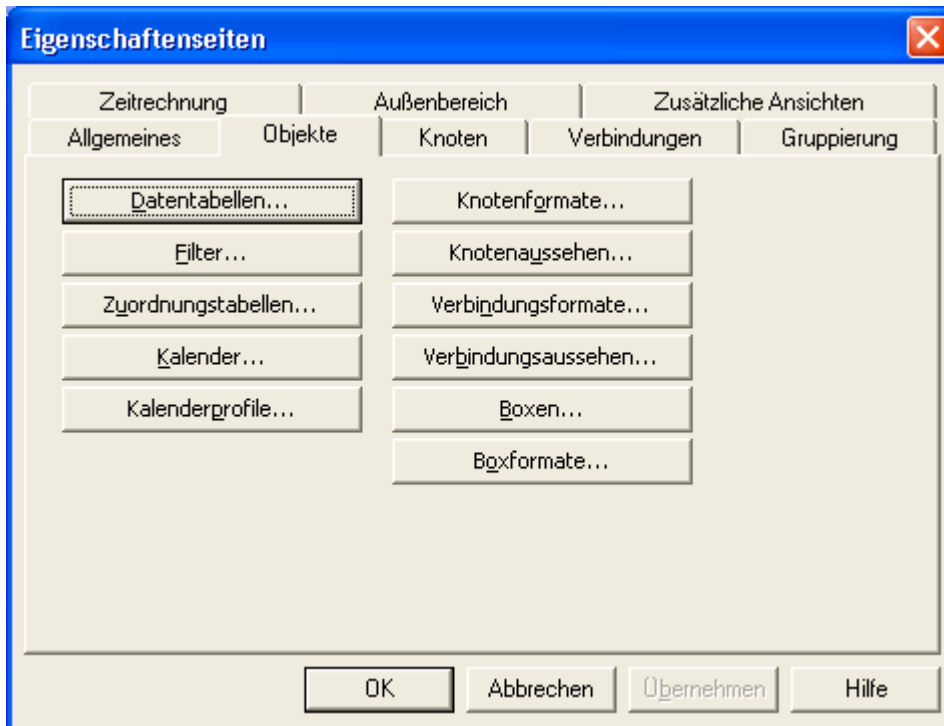 Eigenschaftenseiten
Zeitrechnung Außenbereich Zusätzliche Ansichten
Allgemeines Objekte Knoten Verbindungen Gruppierung
Datentabellen... Knotenformate...
Filter... Knotenaussehen...
Zuordnungstabellen... Verbindungsformate...
Kalender... Verbindungsaussehen...
Kalenderprofile... Boxen...
Boxformate...
OK Abbrechen Übernehmen Hilfe